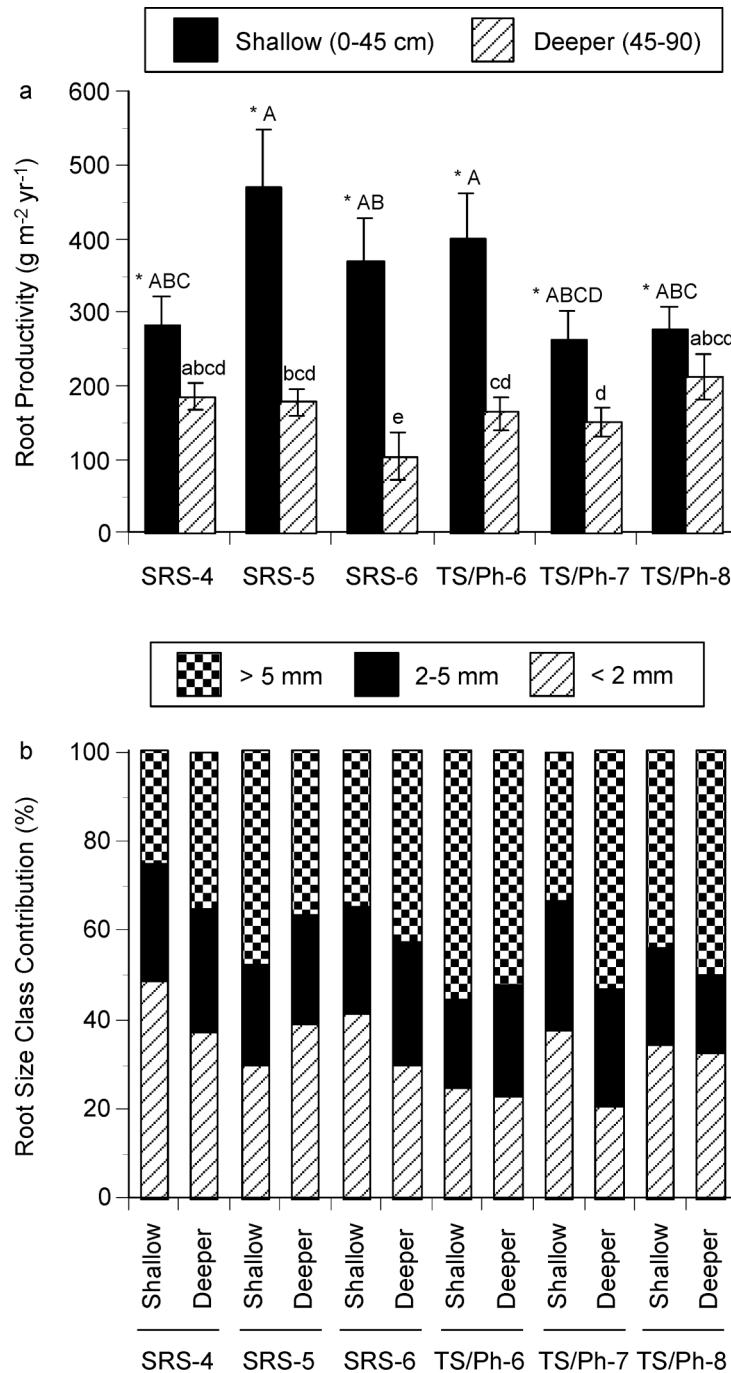 Shallow (0-45 cm) Deeper (45-90)
a
600
500
400
300
200
100
0
Root Productivity (g m-2 yr-1)
* ABC
abcd
* A
bcd
* AB
e
* A
cd
* ABCD
d
* ABC
abcd
SRS-4 SRS-5 SRS-6 TS/Ph-6 TS/Ph-7 TS/Ph-8
> 5 mm 2-5 mm < 2 mm
b
100
80
60
40
20
0
Root Size Class Contribution (%)
Shallow Deeper Shallow Deeper Shallow Deeper Shallow Deeper Shallow Deeper Shallow Deeper
SRS-4 SRS-5 SRS-6 TS/Ph-6 TS/Ph-7 TS/Ph-8